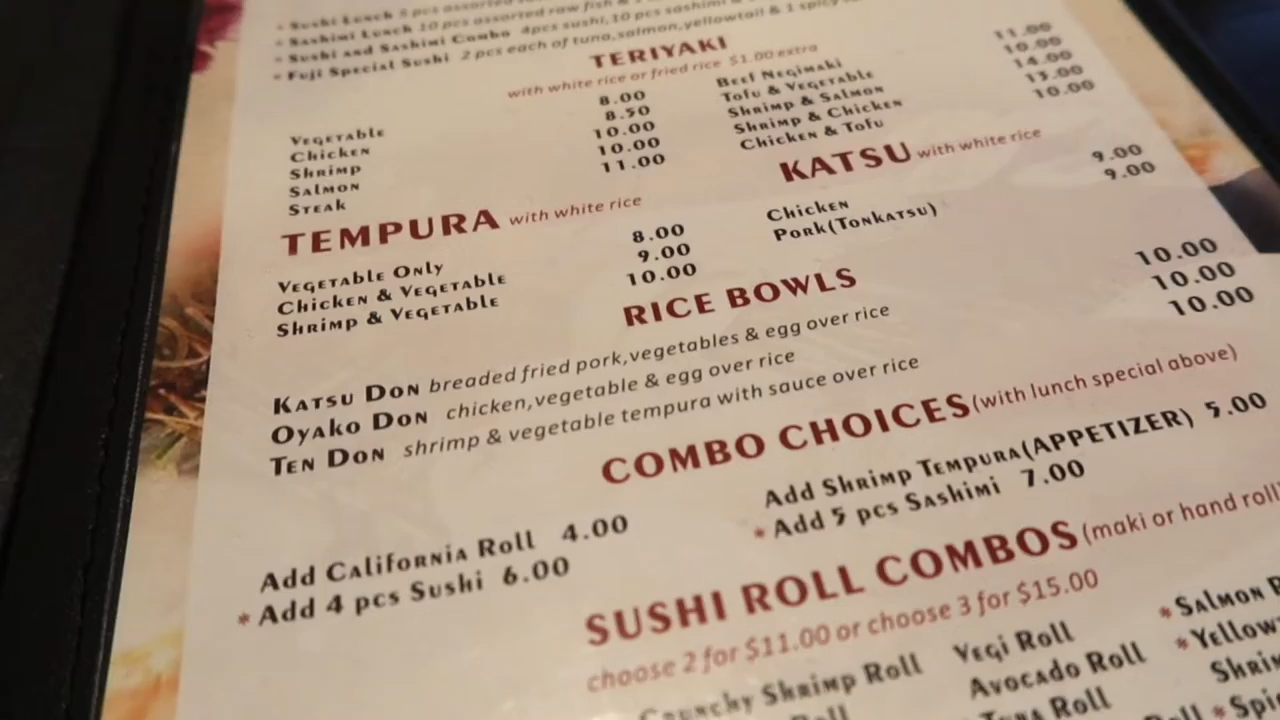 * Sushi Lunch 5 pcs assorted
* Sashimi Lunch 10 pcs assorted raw fish &
* Sushi and Sashimi Combo 4pcs sushi,10 pcs sashimi &
* Fuji Special Sushi 2 pcs each of tuna,salmon,yellowtail & 1 spicy
TERIYAKI
with white rice or fried rice $1.00 extra
Vegetable 8.00
Chicken 8.50
Shrimp 10.00
Salmon 10.00
Steak 11.00
Beef Negimaki 11.00
Tofu & Vegetable 10.00
Shrimp & Salmon 14.00
Shrimp & Chicken 13.00
Chicken & Tofu 10.00
TEMPURA with white rice
Vegetable Only 8.00
Chicken & Vegetable 9.00
Shrimp & Vegetable 10.00
KATSU with white rice
Chicken 9.00
Pork(Tonkatsu) 9.00
RICE BOWLS
Katsu Don breaded fried pork,vegetables & egg over rice 10.00
Oyako Don chicken,vegetable & egg over rice 10.00
Ten Don shrimp & vegetable tempura with sauce over rice 10.00
COMBO CHOICES (with lunch special above)
Add California Roll 4.00
* Add 4 pcs Sushi 6.00
Add Shrimp Tempura(APPETIZER) 5.00
* Add 5 pcs Sashimi 7.00
SUSHI ROLL COMBOS (maki or hand roll
choose 2 for $11.00 or choose 3 for $15.00
Crunchy Shrimp Roll
Roll
Vegi Roll
Avocado Roll
Tuna Roll
Roll
* Salmon
* Yellow